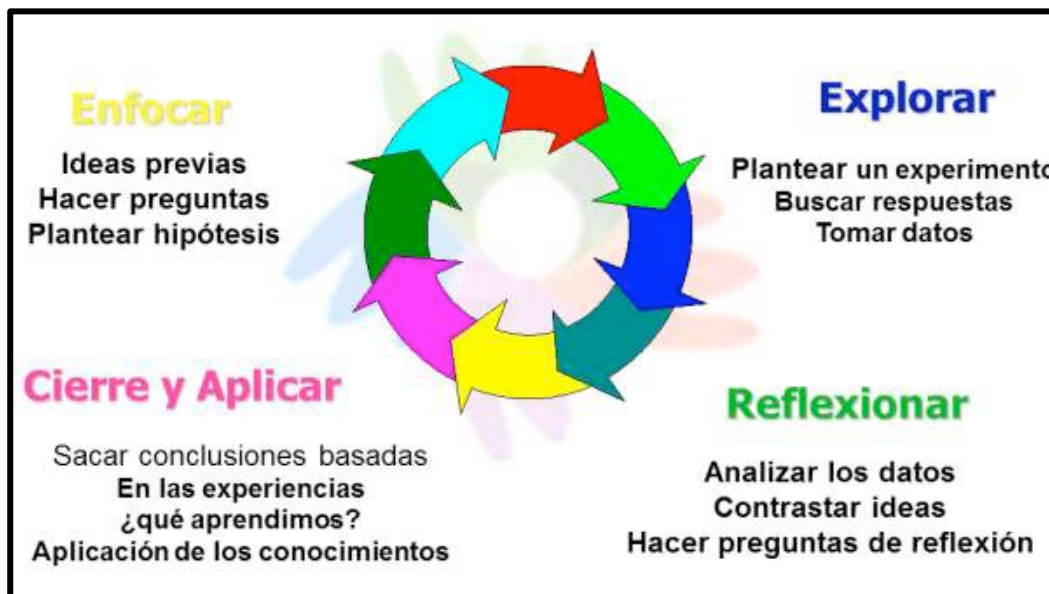 Enfocar
Ideas previas
Hacer preguntas
Plantear hipótesis
Explorar
Plantear un experimento
Buscar respuestas
Tomar datos
Cierre y Aplicar
Sacar conclusiones basadas
En las experiencias
¿qué aprendimos?
Aplicación de los conocimientos
Reflexionar
Analizar los datos
Contrastar ideas
Hacer preguntas de reflexión